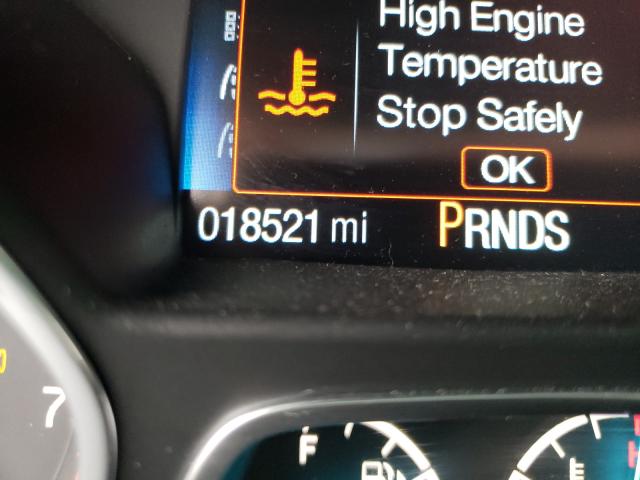 High Engine
Temperature
Stop Safely
OK
018521 mi
PRNDS
7
F
H